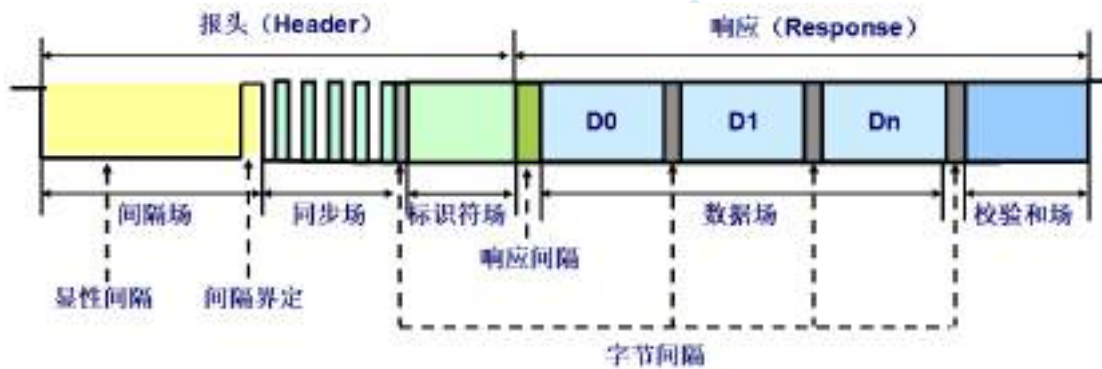 报头（Header） 响应（Response）
D0 D1 Dn
间隔场 同步场 标识符场 数据场 校验和场
响应间隔
显性间隔 间隔界定
字节间隔